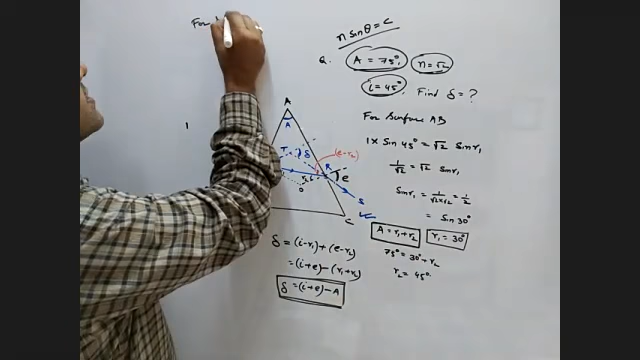 For
n sinθ = C
Q. A = 75°, n = √2
i = 45°, Find δ = ?
For Surface AB
1 x Sin 45° = √2 Sin r₁
1/√2 = √2 Sin r₁
Sin r₁ = 1/(√2 x √2) = 1/2
= Sin 30°
A = r₁ + r₂ r₁ = 30°
75° = 30° + r₂
r₂ = 45°
A
A
δ
(e - r₂)
R
e
r₂
O
S
C
δ = (i - r₁) + (e - r₂)
= (i + e) - (r₁ + r₂)
δ = (i + e) - A